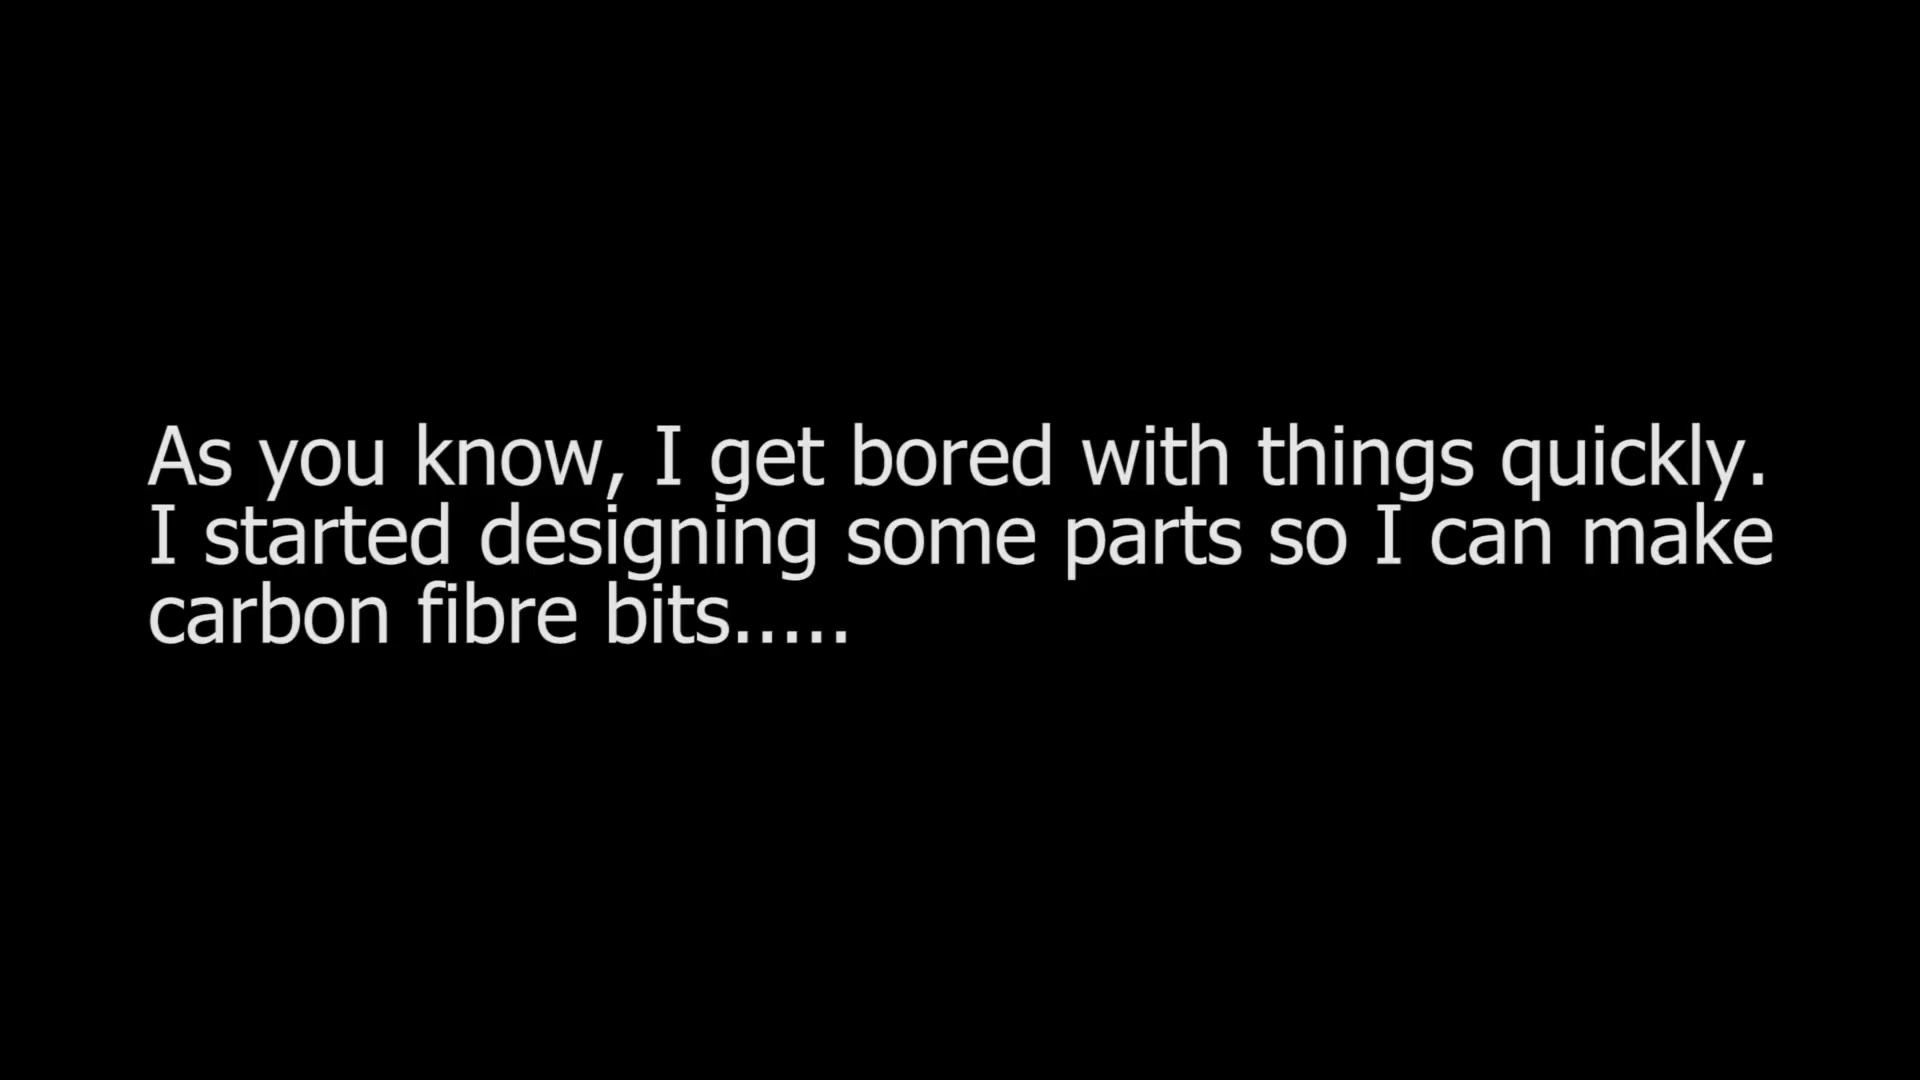 As you know, I get bored with things quickly.
I started designing some parts so I can make
carbon fibre bits.....